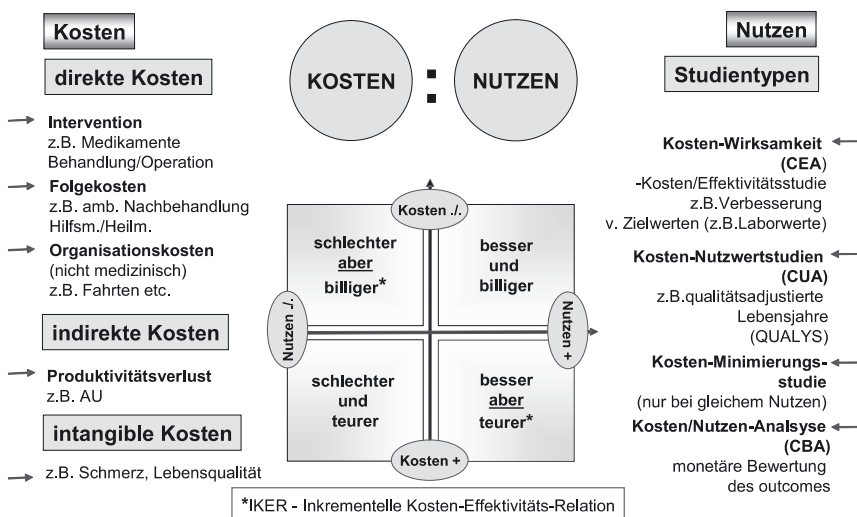 Kosten
direkte Kosten
Intervention
z.B. Medikamente
Behandlung/Operation
Folgekosten
z.B. amb. Nachbehandlung
Hilfsm./Heilm.
Organisationskosten
(nicht medizinisch)
z.B. Fahrten etc.
indirekte Kosten
Produktivitätsverlust
z.B. AU
intangible Kosten
z.B. Schmerz, Lebensqualität
KOSTEN : NUTZEN
Kosten ./.
schlechter
aber
billiger*
besser
und
billiger
Nutzen ./.
Nutzen +
schlechter
und
teurer
besser
aber
teurer*
Kosten +
*IKER - Inkrementelle Kosten-Effektivitäts-Relation
Nutzen
Studientypen
Kosten-Wirksamkeit
(CEA)
-Kosten/Effektivitätsstudie
z.B.Verbesserung
v. Zielwerten (z.B.Laborwerte)
Kosten-Nutzwertstudien
(CUA)
z.B.qualitätsadjustierte
Lebensjahre
(QUALYS)
Kosten-Minimierungs-
studie
(nur bei gleichem Nutzen)
Kosten/Nutzen-Analsyse
(CBA)
monetäre Bewertung
des outcomes